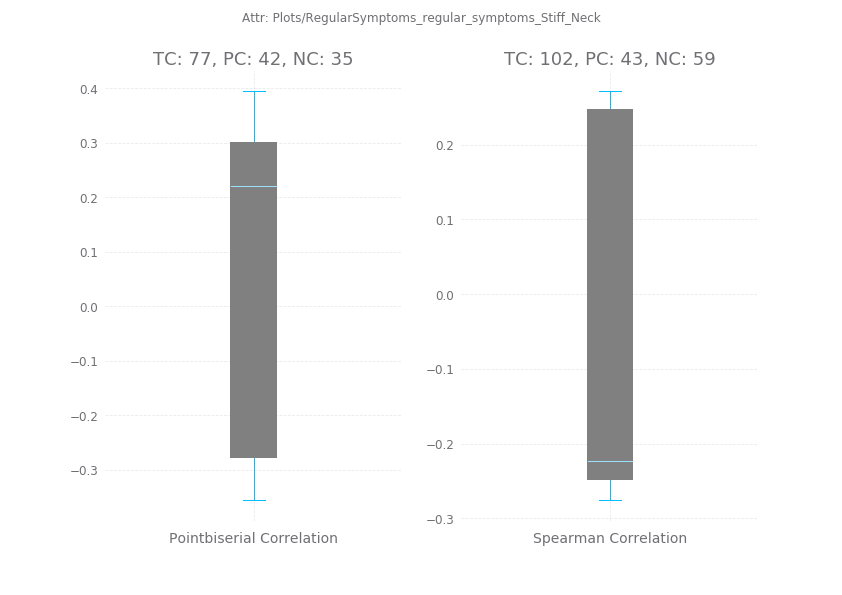 Attr: Plots/RegularSymptoms_regular_symptoms_Stiff_Neck
TC: 77, PC: 42, NC: 35
0.4
0.3
0.2
0.1
0.0
−0.1
−0.2
−0.3
Pointbiserial Correlation
TC: 102, PC: 43, NC: 59
0.2
0.1
0.0
−0.1
−0.2
−0.3
Spearman Correlation